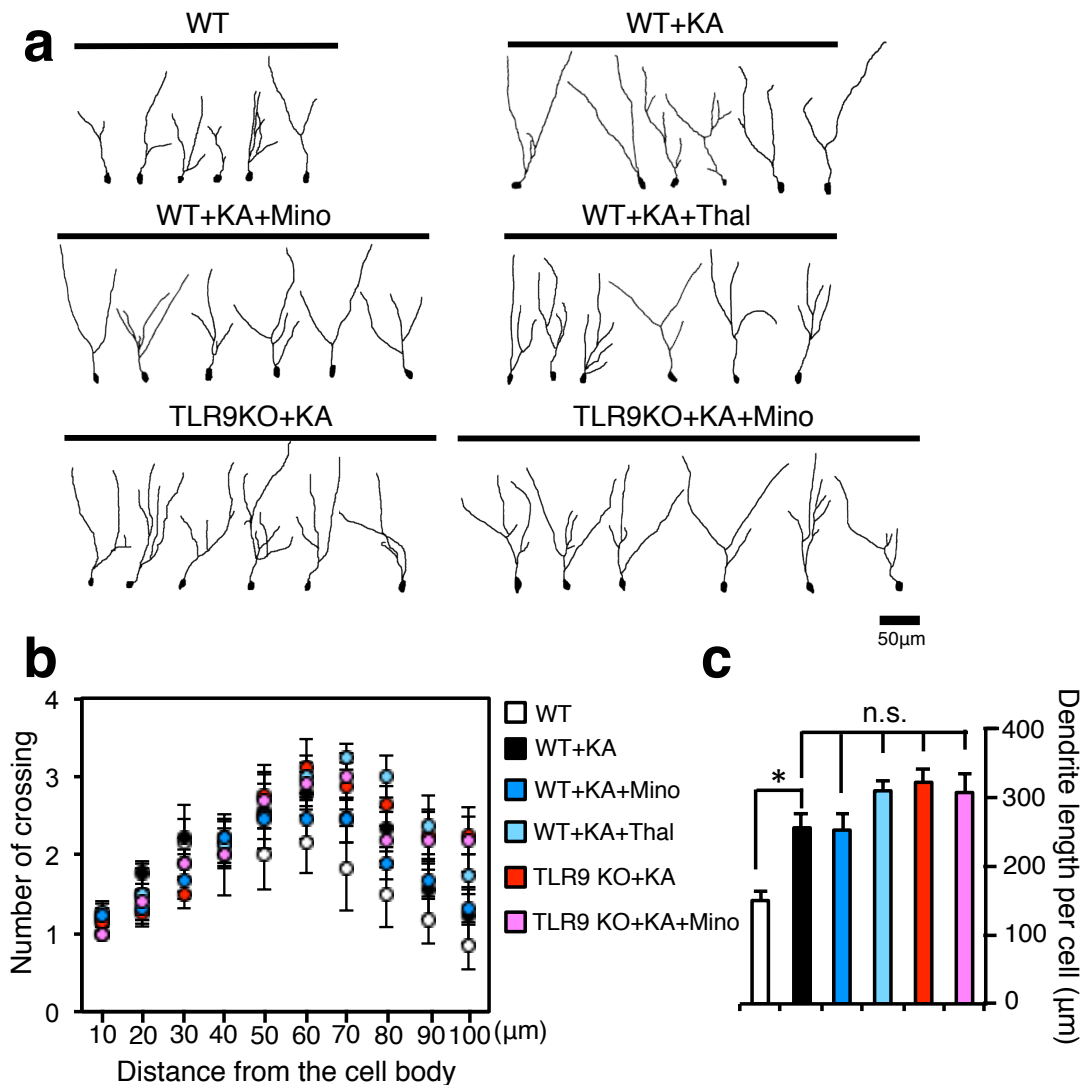 a
WT
WT+KA
WT+KA+Mino
WT+KA+Thal
TLR9KO+KA
TLR9KO+KA+Mino
50μm
b
Number of crossing
4
3
2
1
0
10 20 30 40 50 60 70 80 90 100 (μm)
Distance from the cell body
WT
WT+KA
WT+KA+Mino
WT+KA+Thal
TLR9 KO+KA
TLR9 KO+KA+Mino
c
*
n.s.
400
300
200
100
0
Dendrite length per cell (μm)